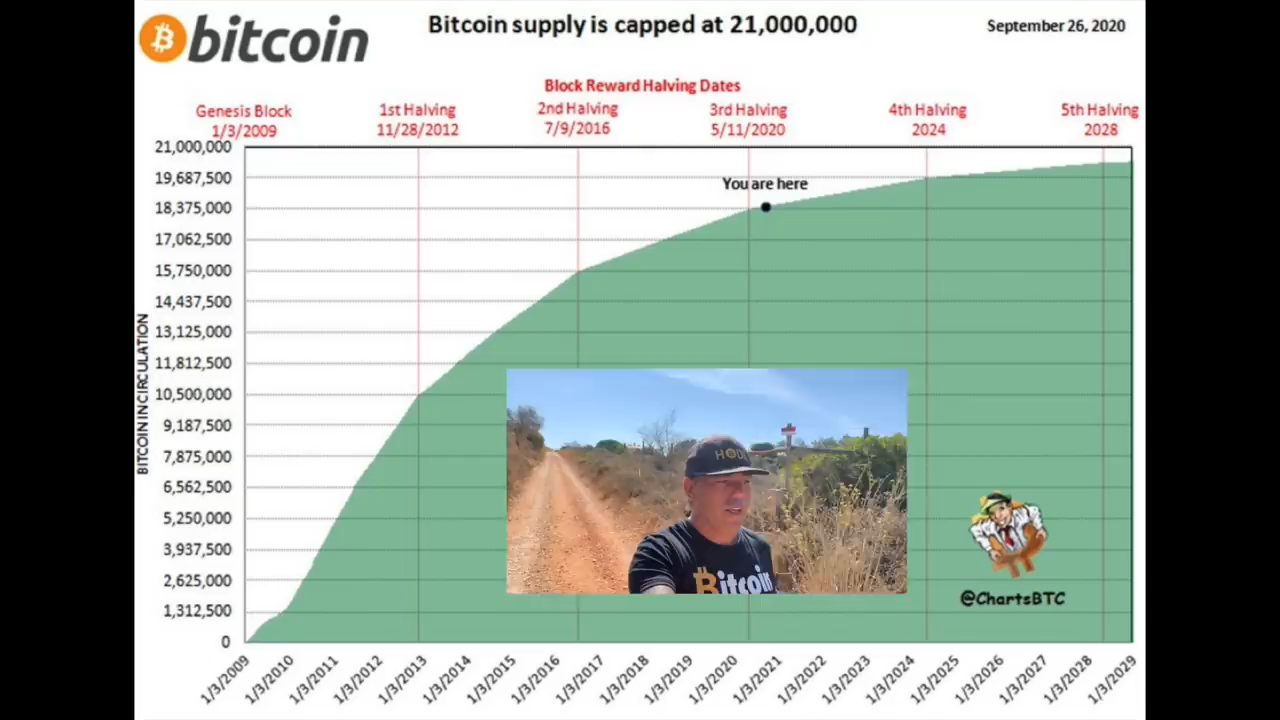 bitcoin
Bitcoin supply is capped at 21,000,000
September 26, 2020
Block Reward Halving Dates
Genesis Block
1/3/2009
1st Halving
11/28/2012
2nd Halving
7/9/2016
3rd Halving
5/11/2020
4th Halving
2024
5th Halving
2028
You are here
BITCOIN IN CIRCULATION
21,000,000
19,687,500
18,375,000
17,062,500
15,750,000
14,437,500
13,125,000
11,812,500
10,500,000
9,187,500
7,875,000
6,562,500
5,250,000
3,937,500
2,625,000
1,312,500
0
HODL
Bitcoin
@ChartsBTC
1/3/2009
1/3/2010
1/3/2011
1/3/2012
1/3/2013
1/3/2014
1/3/2015
1/3/2016
1/3/2017
1/3/2018
1/3/2019
1/3/2020
1/3/2021
1/3/2022
1/3/2023
1/3/2024
1/3/2025
1/3/2026
1/3/2027
1/3/2028
1/3/2029